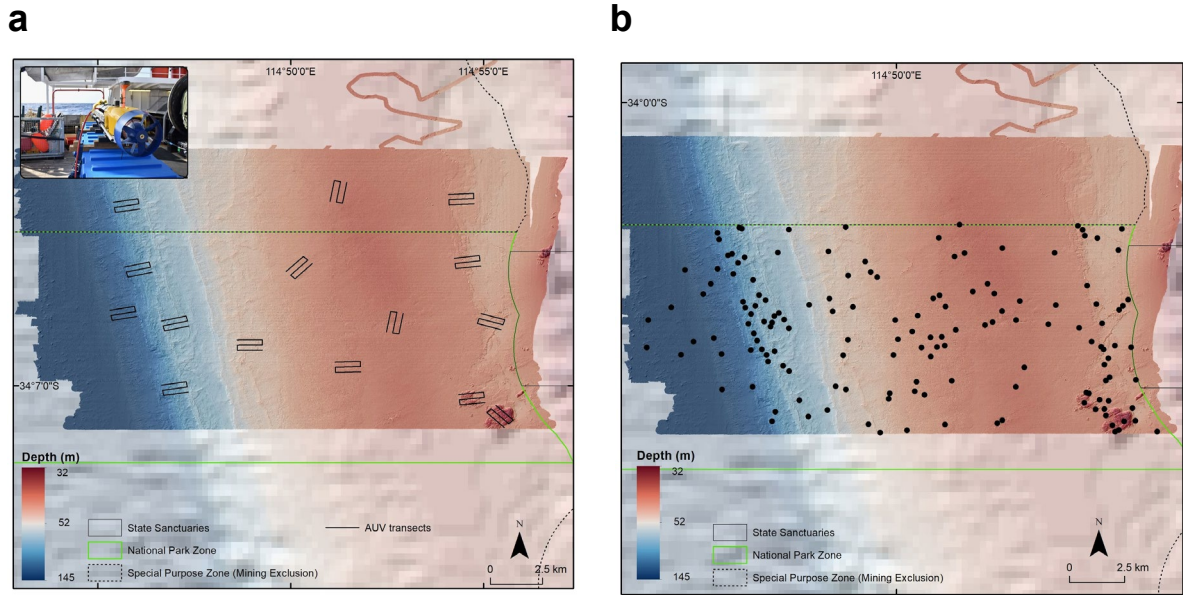 a
114°50'0"E
114°55'0"E
34°7'0"S
Depth (m)
32
52
145
State Sanctuaries
National Park Zone
Special Purpose Zone (Mining Exclusion)
AUV transects
N
0
2.5 km
b
114°50'0"E
34°0'0"S
Depth (m)
32
52
145
State Sanctuaries
National Park Zone
Special Purpose Zone (Mining Exclusion)
N
0
2.5 km